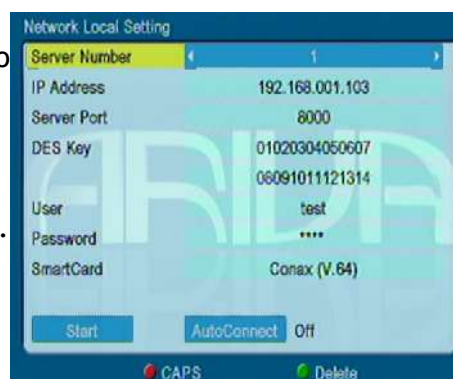 Network Local Setting
Server Number 1
IP Address 192.168.001.103
Server Port 8000
DES Key 01020304050607
08091011121314
User test
Password ****
SmartCard Conax (V.64)
Start AutoConnect Off
CAPS Delete